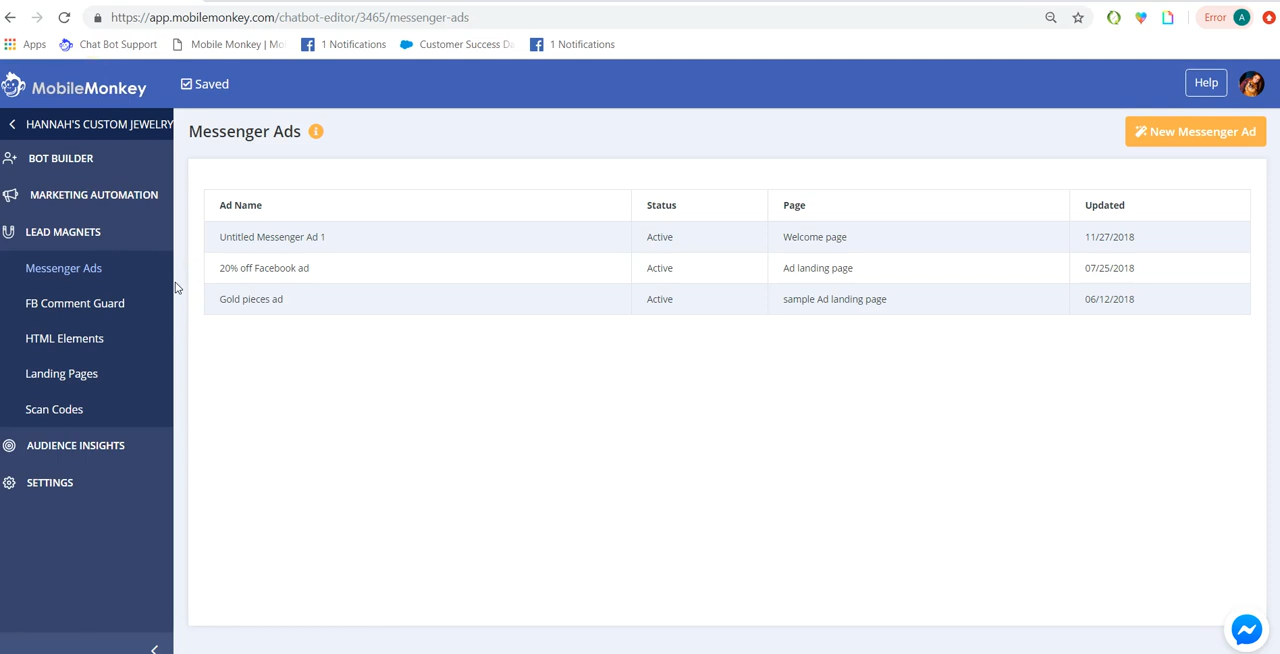 https://app.mobilemonkey.com/chatbot-editor/3465/messenger-ads
Error A
Apps Chat Bot Support Mobile Monkey | Mo 1 Notifications Customer Success Da 1 Notifications
MobileMonkey Saved Help
HANNAH'S CUSTOM JEWELRY
BOT BUILDER
MARKETING AUTOMATION
LEAD MAGNETS
Messenger Ads
FB Comment Guard
HTML Elements
Landing Pages
Scan Codes
AUDIENCE INSIGHTS
SETTINGS
Messenger Ads
New Messenger Ad
Ad Name Status Page Updated
Untitled Messenger Ad 1 Active Welcome page 11/27/2018
20% off Facebook ad Active Ad landing page 07/25/2018
Gold pieces ad Active sample Ad landing page 06/12/2018